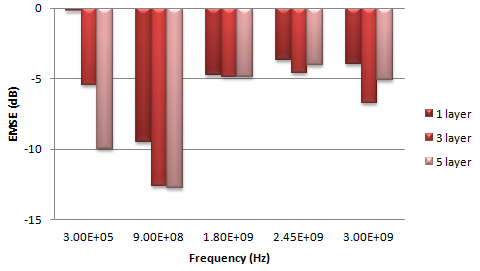 0
-5
-10
-15
EMSE (dB)
3.00E+05 9.00E+08 1.80E+09 2.45E+09 3.00E+09
Frequency (Hz)
1 layer
3 layer
5 layer